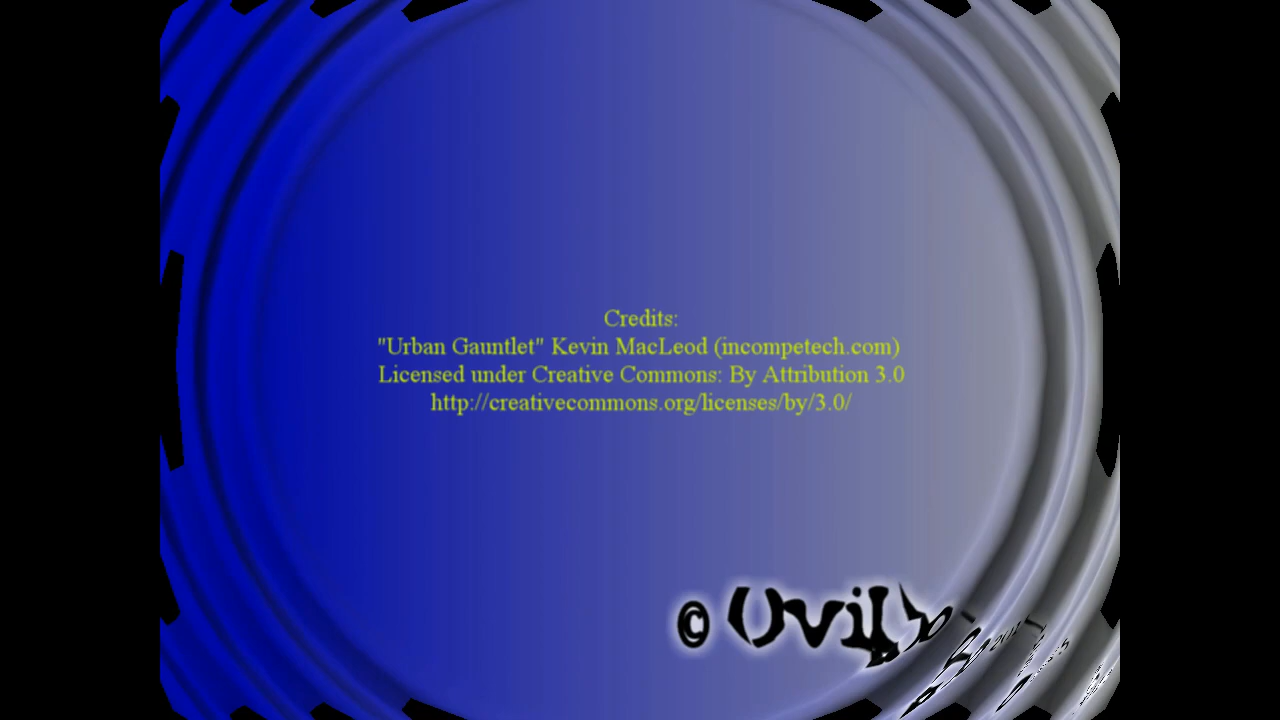 Credits:
"Urban Gauntlet" Kevin MacLeod (incompetech.com)
Licensed under Creative Commons: By Attribution 3.0
http://creativecommons.org/licenses/by/3.0/
©